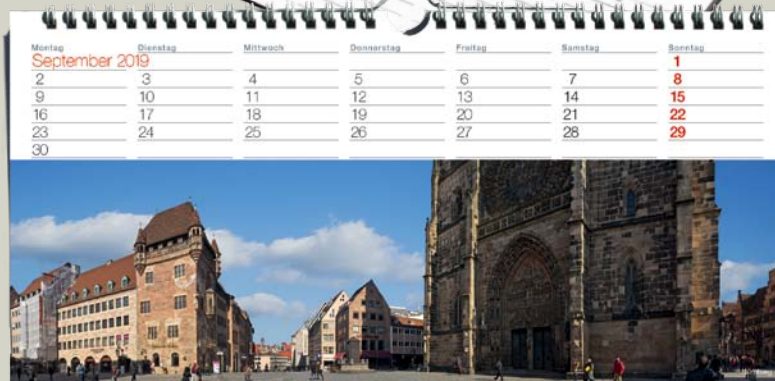 Montag Dienstag Mittwoch Donnerstag Freitag Samstag Sonntag
September 2019 1
2 3 4 5 6 7 8
9 10 11 12 13 14 15
16 17 18 19 20 21 22
23 24 25 26 27 28 29
30